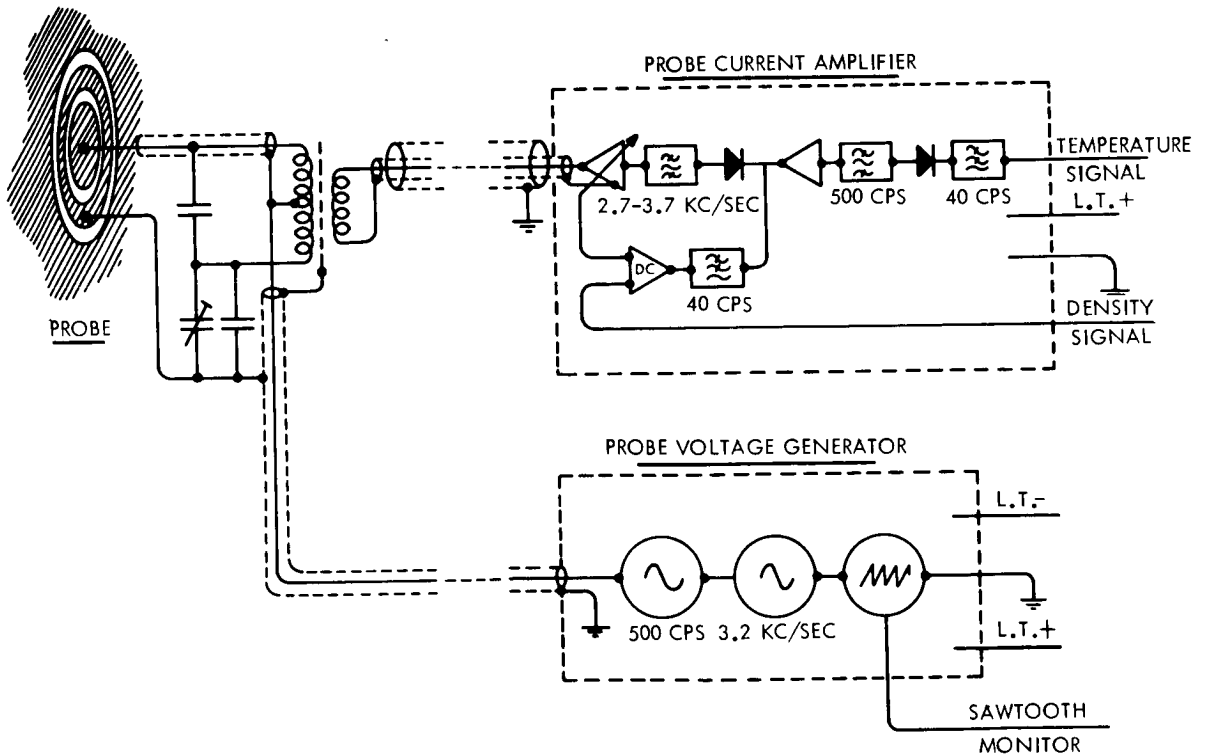 PROBE CURRENT AMPLIFIER
TEMPERATURE
SIGNAL
2.7-3.7 KC/SEC
500 CPS
40 CPS
L.T.+
DC
40 CPS
DENSITY
SIGNAL
PROBE
PROBE VOLTAGE GENERATOR
L.T.-
500 CPS
3.2 KC/SEC
L.T.+
SAWTOOTH
MONITOR